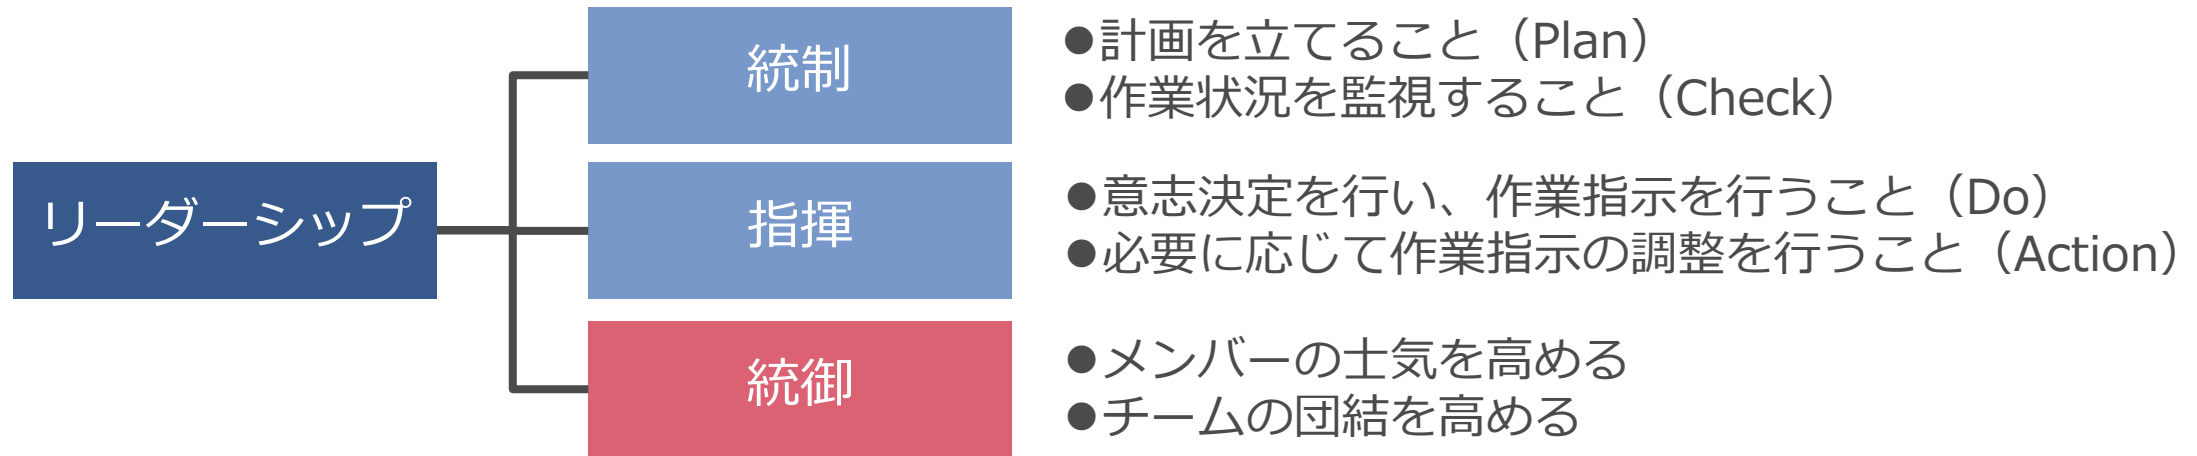 リーダーシップ
統制
●計画を立てること（Plan）
●作業状況を監視すること（Check）
指揮
●意志決定を行い、作業指示を行うこと（Do）
●必要に応じて作業指示の調整を行うこと（Action）
統御
●メンバーの士気を高める
●チームの団結を高める